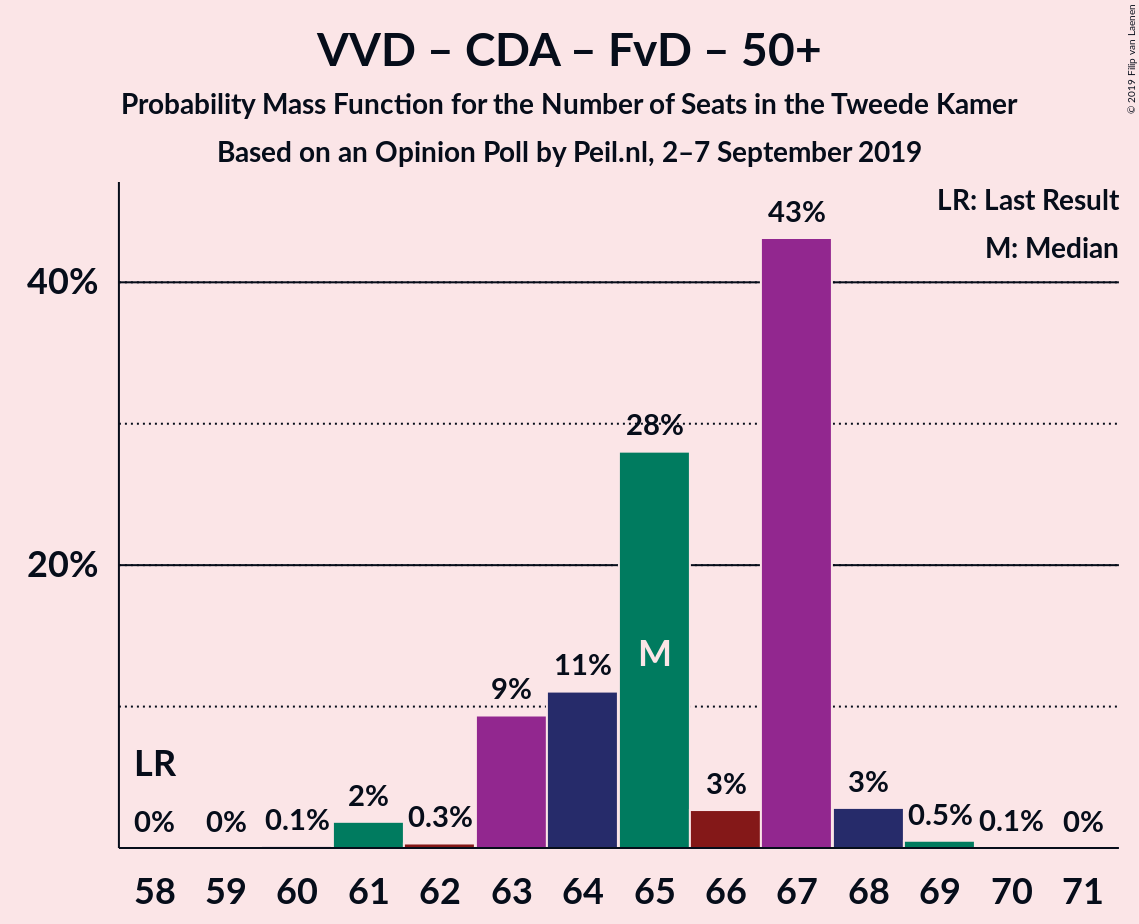 VVD – CDA – FvD – 50+
Probability Mass Function for the Number of Seats in the Tweede Kamer
Based on an Opinion Poll by Peil.nl, 2–7 September 2019
© 2019 Filip van Laenen
LR: Last Result
M: Median
43%
40%
28%
20%
M
11%
9%
LR
3%
3%
2%
0%
0%
0.1%
0.3%
0.5%
0.1%
0%
58 59 60 61 62 63 64 65 66 67 68 69 70 71